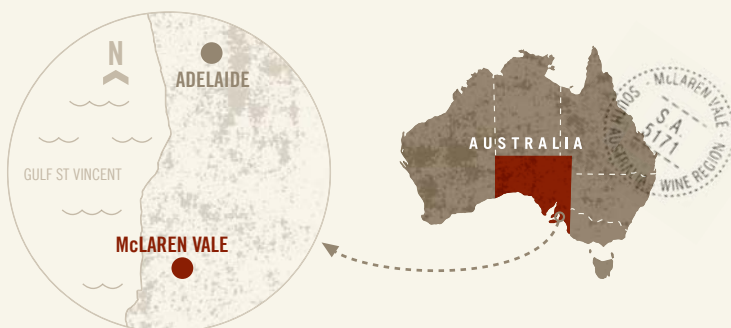 N
ADELAIDE
GULF ST VINCENT
McLAREN VALE
AUSTRALIA
McLAREN VALE
SA
5171
WINE REGION